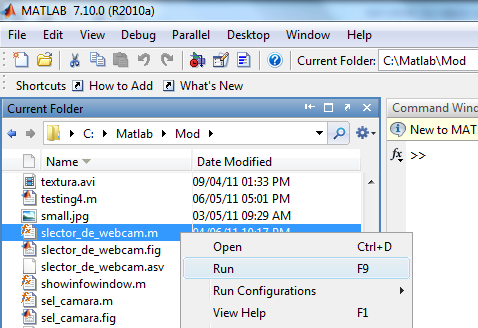 MATLAB 7.10.0 (R2010a)
File Edit View Debug Parallel Desktop Window Help
Current Folder: C:\Matlab\Mod
Shortcuts How to Add What's New
Current Folder
Command Wind
C: Matlab Mod
New to MAT
Name Date Modified
fx >>
textura.avi 09/04/11 01:33 PM
testing4.m 06/05/11 05:01 PM
small.jpg 03/05/11 09:29 AM
slector_de_webcam.m 04/06/11 10:17 PM
slector_de_webcam.fig
Open Ctrl+D
slector_de_webcam.asv
Run F9
showinfowindow.m
Run Configurations
sel_camara.m
View Help F1
sel_camara.fig